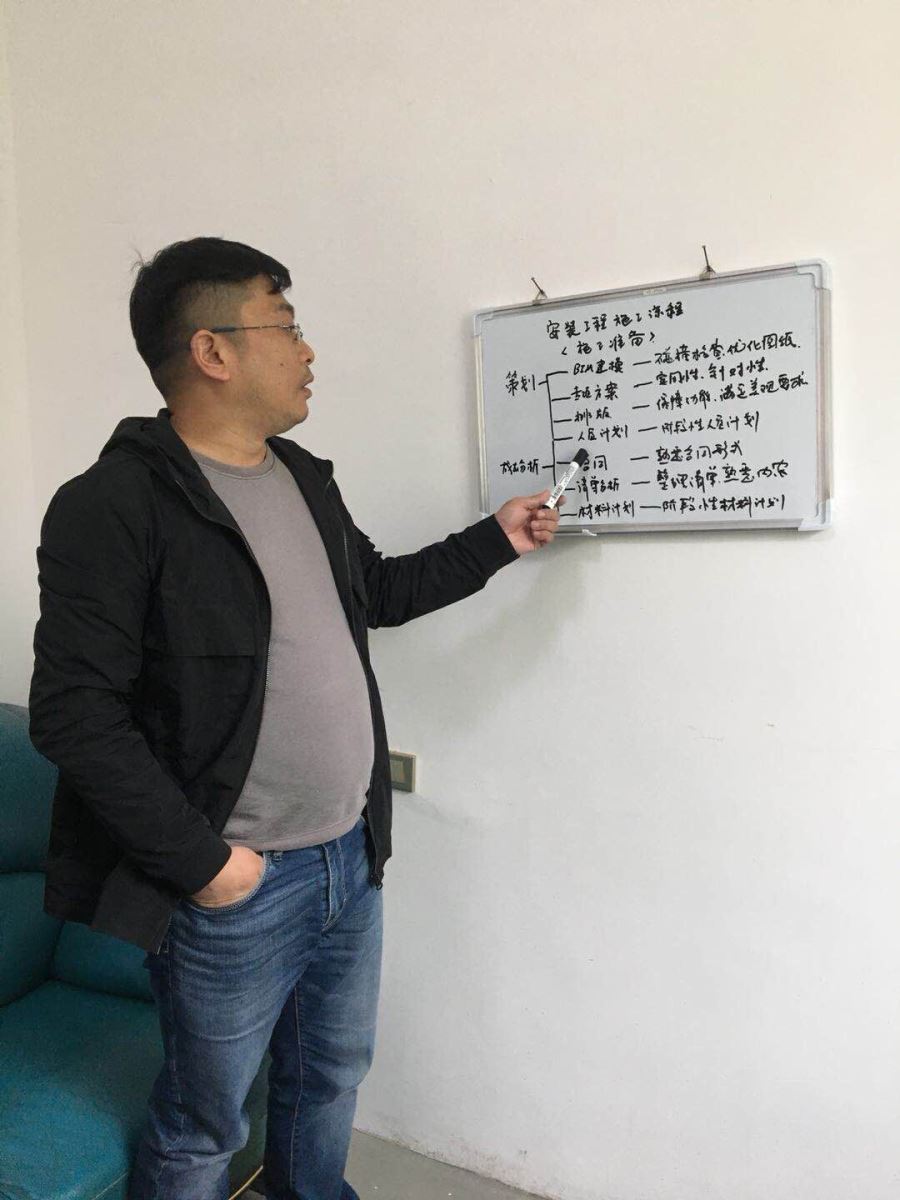 安装工程施工流程
(施工准备)
策划 BIM建模 — 碰撞检查、优化图纸.
专项方案 — 空间性、针对性.
排版 — 保障功能、满足美观要求
人员计划 — 阶段性人员计划
成本分析 合同 — 熟悉合同形式
清单分析 — 整理清单、熟悉内容
材料计划 — 阶段性材料计划